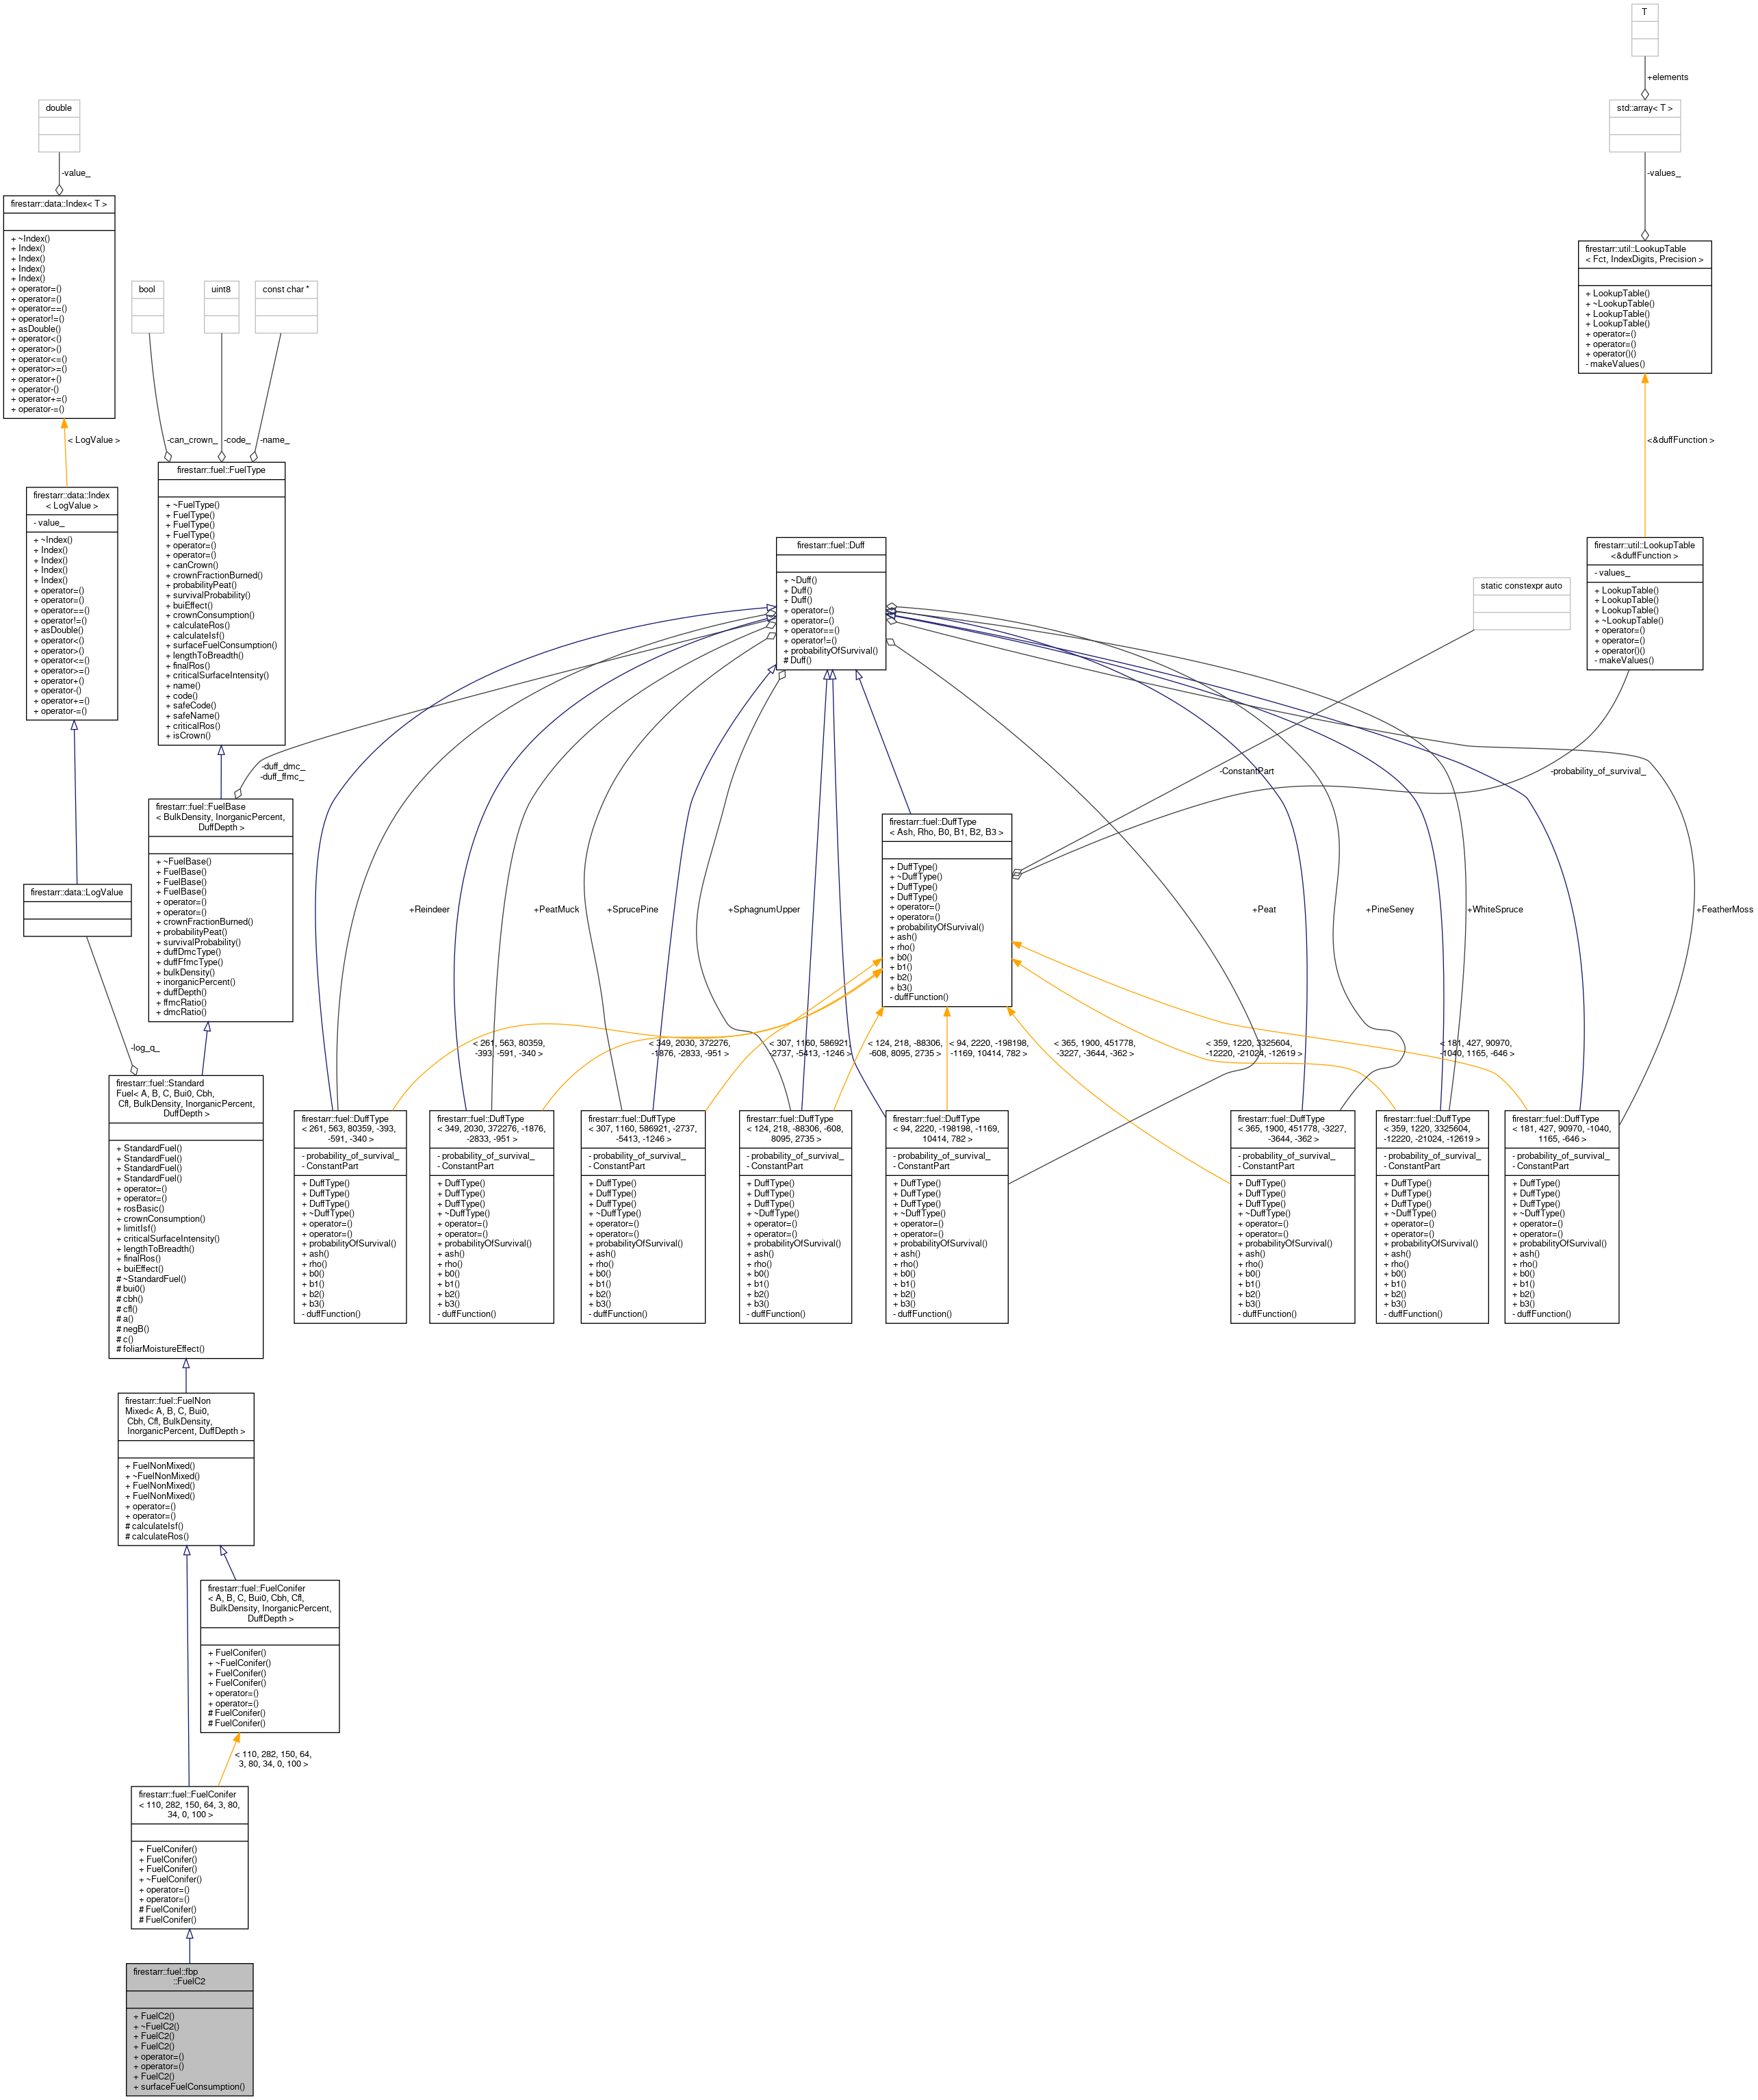 T
+elements
double
std::array< T >
-value_
-values_
firestarr::data::Index< T >
+ ~Index()
+ Index()
+ Index()
+ Index()
+ Index()
+ operator=()
+ operator=()
+ operator==()
+ operator!=()
+ asDouble()
+ operator<()
+ operator>()
+ operator<=()
+ operator>=()
+ operator+()
+ operator-()
+ operator+=()
+ operator-=()
firestarr::util::LookupTable
< Fct, IndexDigits, Precision >
+ LookupTable()
+ ~LookupTable()
+ LookupTable()
+ LookupTable()
+ operator=()
+ operator=()
+ operator()()
- makeValues()
bool
uint8
const char *
< LogValue >
-can_crown_
-code_
-name_
<&duffFunction >
firestarr::fuel::FuelType
+ ~FuelType()
+ FuelType()
+ FuelType()
+ FuelType()
+ operator=()
+ operator=()
+ canCrown()
+ crownFractionBurned()
+ probabilityPeat()
+ survivalProbability()
+ buiEffect()
+ crownConsumption()
+ calculateRos()
+ calculateIsf()
+ surfaceFuelConsumption()
+ lengthToBreadth()
+ finalRos()
+ criticalSurfaceIntensity()
+ name()
+ code()
+ safeCode()
+ safeName()
+ criticalRos()
+ isCrown()
firestarr::data::Index
< LogValue >
- value_
+ ~Index()
+ Index()
+ Index()
+ Index()
+ Index()
+ operator=()
+ operator=()
+ operator==()
+ operator!=()
+ asDouble()
+ operator<()
+ operator>()
+ operator<=()
+ operator>=()
+ operator+()
+ operator-()
+ operator+=()
+ operator-=()
firestarr::fuel::Duff
+ ~Duff()
+ Duff()
+ Duff()
+ operator=()
+ operator=()
+ operator==()
+ operator!=()
+ probabilityOfSurvival()
# Duff()
static constexpr auto
firestarr::util::LookupTable
<&duffFunction >
- values_
+ LookupTable()
+ LookupTable()
+ LookupTable()
+ ~LookupTable()
+ operator=()
+ operator=()
+ operator()()
- makeValues()
-duff_dmc_
-duff_ffmc_
-ConstantPart
-probability_of_survival_
firestarr::fuel::FuelBase
< BulkDensity, InorganicPercent,
DuffDepth >
+ ~FuelBase()
+ FuelBase()
+ FuelBase()
+ FuelBase()
+ operator=()
+ operator=()
+ crownFractionBurned()
+ probabilityPeat()
+ survivalProbability()
+ duffDmcType()
+ duffFfmcType()
+ bulkDensity()
+ inorganicPercent()
+ duffDepth()
+ ffmcRatio()
+ dmcRatio()
firestarr::fuel::DuffType
< Ash, Rho, B0, B1, B2, B3 >
+ DuffType()
+ ~DuffType()
+ DuffType()
+ DuffType()
+ operator=()
+ operator=()
+ probabilityOfSurvival()
+ ash()
+ rho()
+ b0()
+ b1()
+ b2()
+ b3()
- duffFunction()
firestarr::data::LogValue
+Reindeer
+PeatMuck
+SprucePine
+SphagnumUpper
+Peat
+PineSeney
+WhiteSpruce
+FeatherMoss
-log_q_
< 261, 563, 80359,
-393, -591, -340 >
< 349, 2030, 372276,
-1876, -2833, -951 >
< 307, 1160, 586921,
-2737, -5413, -1246 >
< 124, 218, -88306,
-608, 8095, 2735 >
< 94, 2220, -198198,
-1169, 10414, 782 >
< 365, 1900, 451778,
-3227, -3644, -362 >
< 359, 1220, 3325604,
-12220, -21024, -12619 >
< 181, 427, 90970,
-1040, 1165, -646 >
firestarr::fuel::Standard
Fuel< A, B, C, Bui0, Cbh,
Cfl, BulkDensity, InorganicPercent,
DuffDepth >
+ StandardFuel()
+ StandardFuel()
+ StandardFuel()
+ StandardFuel()
+ operator=()
+ operator=()
+ rosBasic()
+ crownConsumption()
+ limitIsf()
+ criticalSurfaceIntensity()
+ lengthToBreadth()
+ finalRos()
+ buiEffect()
# ~StandardFuel()
# bui0()
# cbh()
# cfl()
# a()
# negB()
# c()
# foliarMoistureEffect()
firestarr::fuel::DuffType
< 261, 563, 80359, -393,
-591, -340 >
- probability_of_survival_
- ConstantPart
+ DuffType()
+ DuffType()
+ DuffType()
+ ~DuffType()
+ operator=()
+ operator=()
+ probabilityOfSurvival()
+ ash()
+ rho()
+ b0()
+ b1()
+ b2()
+ b3()
- duffFunction()
firestarr::fuel::DuffType
< 349, 2030, 372276, -1876,
-2833, -951 >
- probability_of_survival_
- ConstantPart
+ DuffType()
+ DuffType()
+ DuffType()
+ ~DuffType()
+ operator=()
+ operator=()
+ probabilityOfSurvival()
+ ash()
+ rho()
+ b0()
+ b1()
+ b2()
+ b3()
- duffFunction()
firestarr::fuel::DuffType
< 307, 1160, 586921, -2737,
-5413, -1246 >
- probability_of_survival_
- ConstantPart
+ DuffType()
+ DuffType()
+ DuffType()
+ ~DuffType()
+ operator=()
+ operator=()
+ probabilityOfSurvival()
+ ash()
+ rho()
+ b0()
+ b1()
+ b2()
+ b3()
- duffFunction()
firestarr::fuel::DuffType
< 124, 218, -88306, -608,
8095, 2735 >
- probability_of_survival_
- ConstantPart
+ DuffType()
+ DuffType()
+ DuffType()
+ ~DuffType()
+ operator=()
+ operator=()
+ probabilityOfSurvival()
+ ash()
+ rho()
+ b0()
+ b1()
+ b2()
+ b3()
- duffFunction()
firestarr::fuel::DuffType
< 94, 2220, -198198, -1169,
10414, 782 >
- probability_of_survival_
- ConstantPart
+ DuffType()
+ DuffType()
+ DuffType()
+ ~DuffType()
+ operator=()
+ operator=()
+ probabilityOfSurvival()
+ ash()
+ rho()
+ b0()
+ b1()
+ b2()
+ b3()
- duffFunction()
firestarr::fuel::DuffType
< 365, 1900, 451778, -3227,
-3644, -362 >
- probability_of_survival_
- ConstantPart
+ DuffType()
+ DuffType()
+ DuffType()
+ ~DuffType()
+ operator=()
+ operator=()
+ probabilityOfSurvival()
+ ash()
+ rho()
+ b0()
+ b1()
+ b2()
+ b3()
- duffFunction()
firestarr::fuel::DuffType
< 359, 1220, 3325604,
-12220, -21024, -12619 >
- probability_of_survival_
- ConstantPart
+ DuffType()
+ DuffType()
+ DuffType()
+ ~DuffType()
+ operator=()
+ operator=()
+ probabilityOfSurvival()
+ ash()
+ rho()
+ b0()
+ b1()
+ b2()
+ b3()
- duffFunction()
firestarr::fuel::DuffType
< 181, 427, 90970, -1040,
1165, -646 >
- probability_of_survival_
- ConstantPart
+ DuffType()
+ DuffType()
+ DuffType()
+ ~DuffType()
+ operator=()
+ operator=()
+ probabilityOfSurvival()
+ ash()
+ rho()
+ b0()
+ b1()
+ b2()
+ b3()
- duffFunction()
firestarr::fuel::FuelNon
Mixed< A, B, C, Bui0,
Cbh, Cfl, BulkDensity,
InorganicPercent, DuffDepth >
+ FuelNonMixed()
+ ~FuelNonMixed()
+ FuelNonMixed()
+ FuelNonMixed()
+ operator=()
+ operator=()
# calculateIsf()
# calculateRos()
firestarr::fuel::FuelConifer
< A, B, C, Bui0, Cbh, Cfl,
BulkDensity, InorganicPercent,
DuffDepth >
+ FuelConifer()
+ ~FuelConifer()
+ FuelConifer()
+ FuelConifer()
+ operator=()
+ operator=()
# FuelConifer()
# FuelConifer()
< 110, 282, 150, 64,
3, 80, 34, 0, 100 >
firestarr::fuel::FuelConifer
< 110, 282, 150, 64, 3, 80,
34, 0, 100 >
+ FuelConifer()
+ FuelConifer()
+ FuelConifer()
+ ~FuelConifer()
+ operator=()
+ operator=()
# FuelConifer()
# FuelConifer()
firestarr::fuel::fbp
::FuelC2
+ FuelC2()
+ ~FuelC2()
+ FuelC2()
+ FuelC2()
+ operator=()
+ operator=()
+ FuelC2()
+ surfaceFuelConsumption()